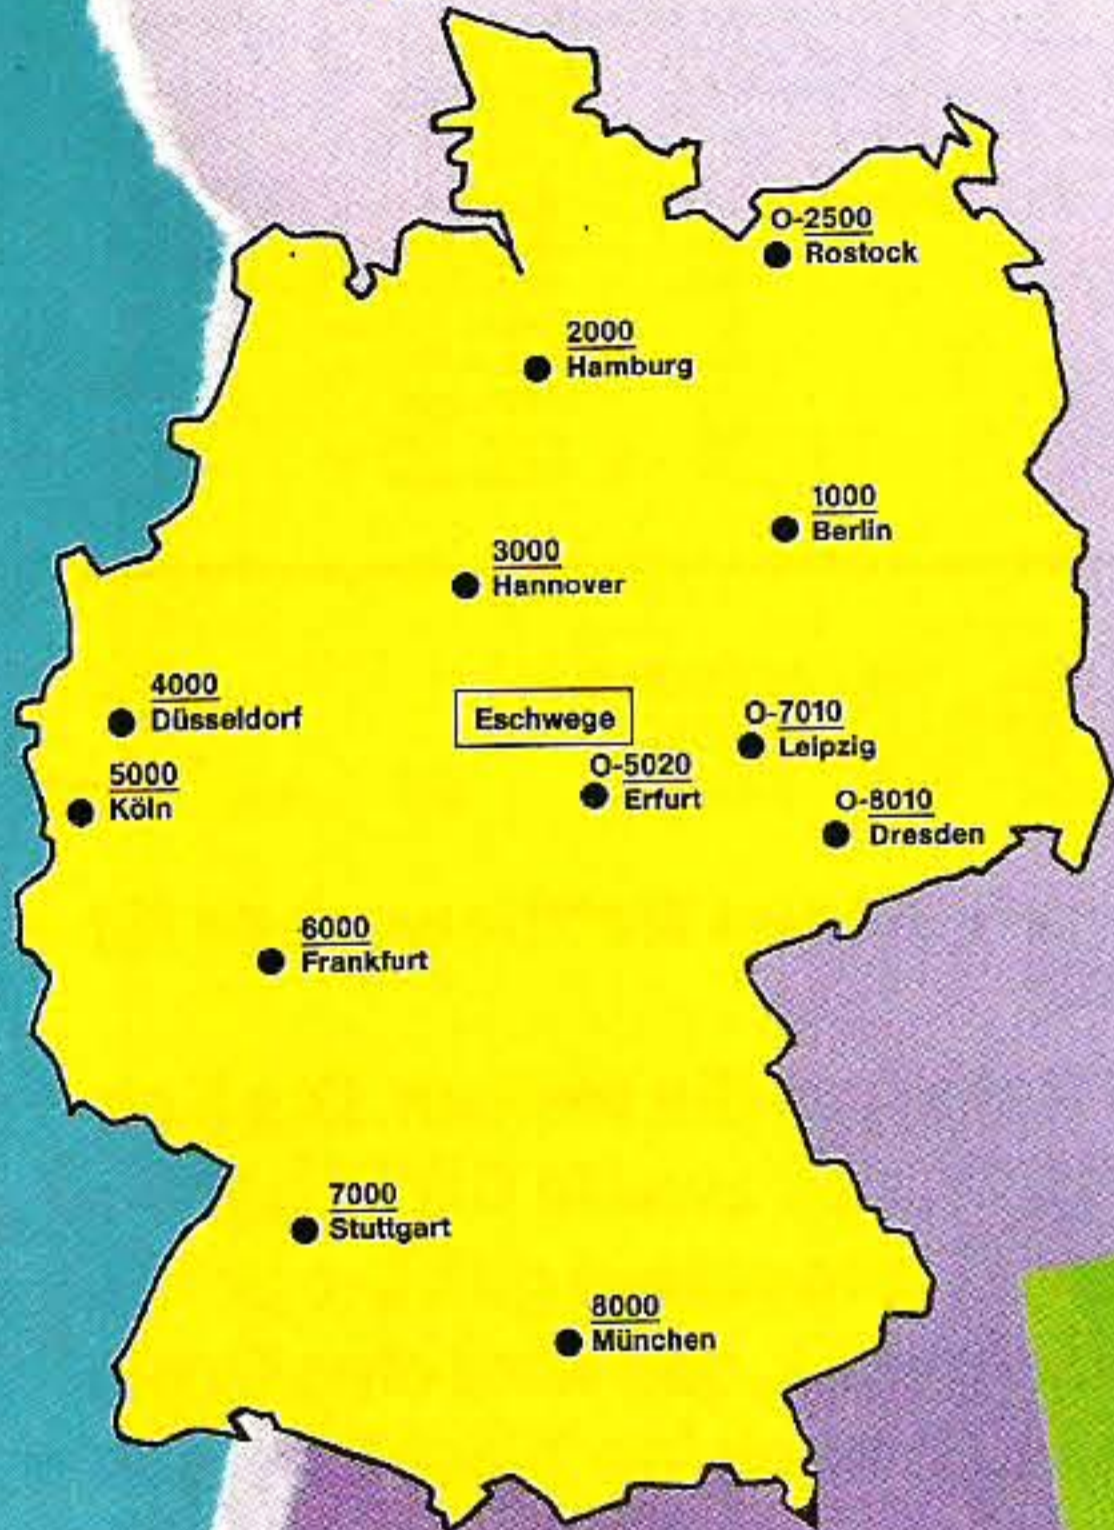 O-2500
Rostock
2000
Hamburg
1000
Berlin
3000
Hannover
4000
Düsseldorf
Eschwege
O-7010
Leipzig
5000
Köln
O-5020
Erfurt
O-8010
Dresden
6000
Frankfurt
7000
Stuttgart
8000
München